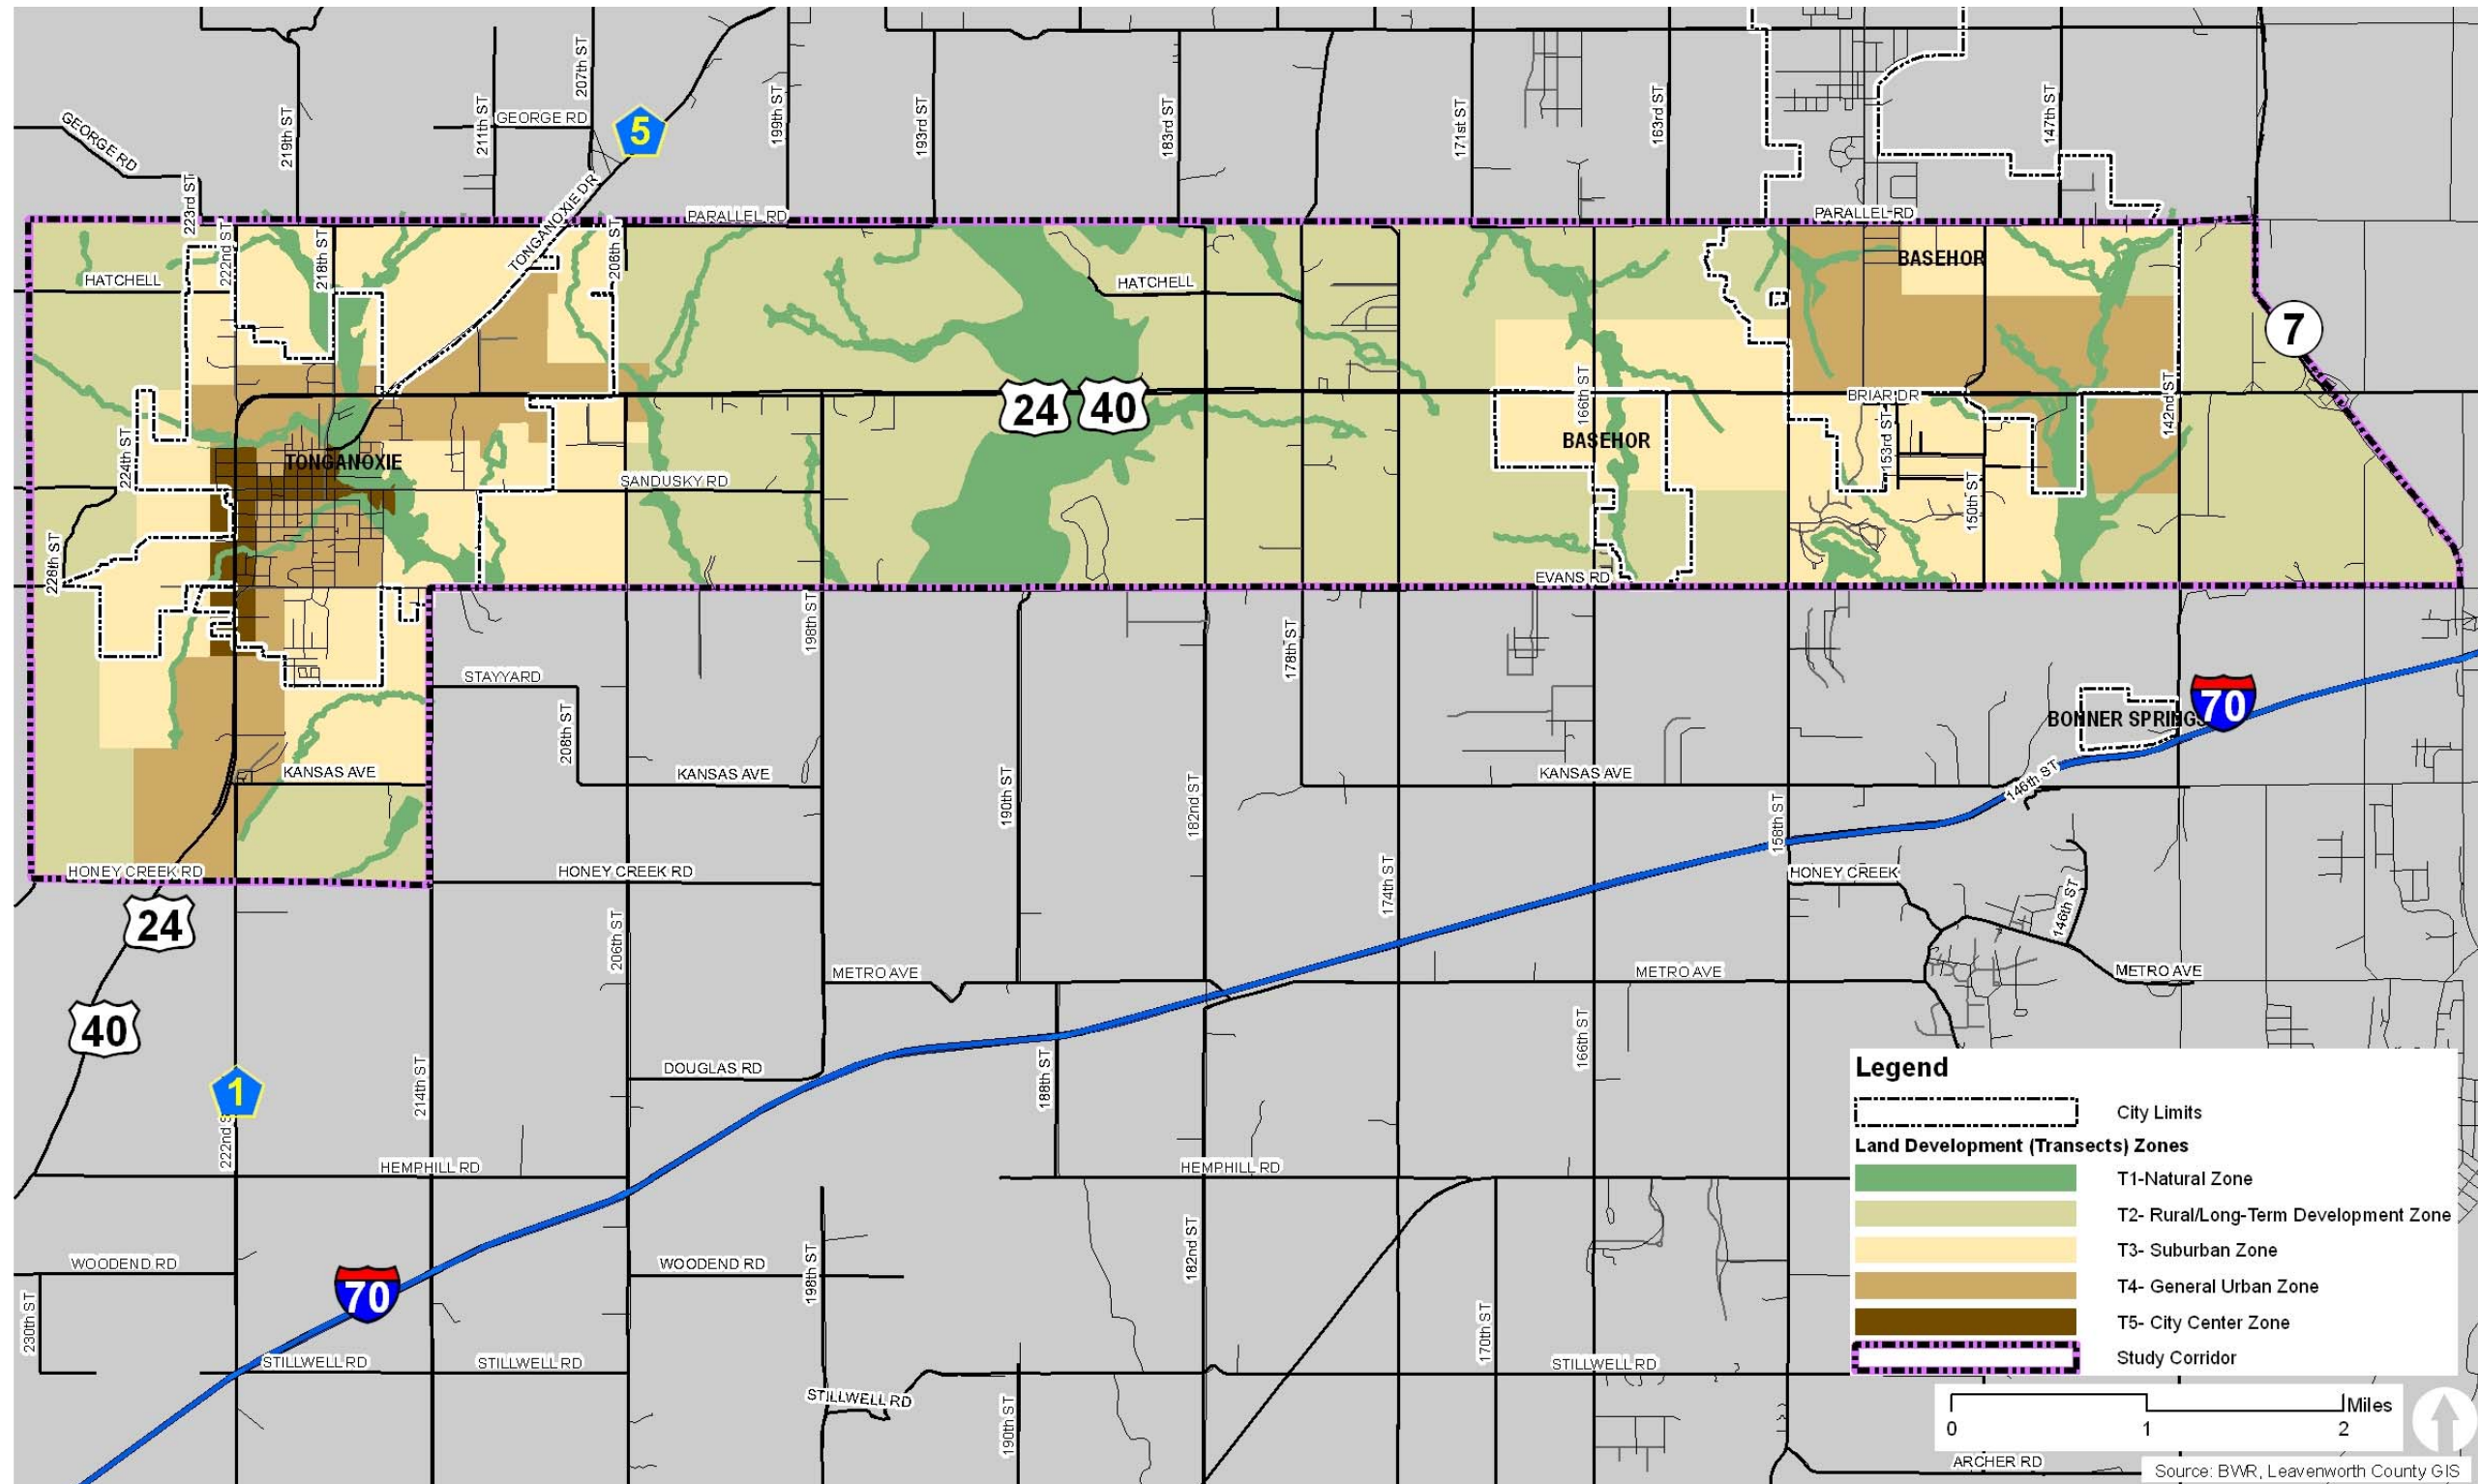 207th ST
219th ST
211th ST
GEORGE RD
5
199th ST
193rd ST
183rd ST
171st ST
163rd ST
147th ST
GEORGE RD
223rd ST
TONGANOXIE DR
PARALLEL RD
PARALLEL RD
222nd ST
218th ST
208th ST
BASEHOR
HATCHELL
HATCHELL
7
24
40
166th ST
BRIAR DR
142nd ST
224th ST
TONGANOXIE
BASEHOR
153rd ST
SANDUSKY RD
150th ST
228th ST
EVANS RD
198th ST
178th ST
STAYYARD
208th ST
70
BONNER SPRINGS
KANSAS AVE
KANSAS AVE
KANSAS AVE
146th ST
190th ST
182nd ST
158th ST
HONEY CREEK RD
HONEY CREEK RD
HONEY CREEK
174th ST
146th ST
24
206th ST
METRO AVE
METRO AVE
METRO AVE
40
166th ST
DOUGLAS RD
188th ST
214th ST
1
222nd S
HEMPHILL RD
HEMPHILL RD
WOODEND RD
WOODEND RD
198th ST
182nd ST
70
230th ST
170th ST
STILLWELL RD
STILLWELL RD
STILLWELL RD
STILLWELL RD
190th ST
ARCHER RD
Legend
City Limits
Land Development (Transects) Zones
T1-Natural Zone
T2- Rural/Long-Term Development Zone
T3- Suburban Zone
T4- General Urban Zone
T5- City Center Zone
Study Corridor
Miles
0 1 2
Source: BWR, Leavenworth County GIS